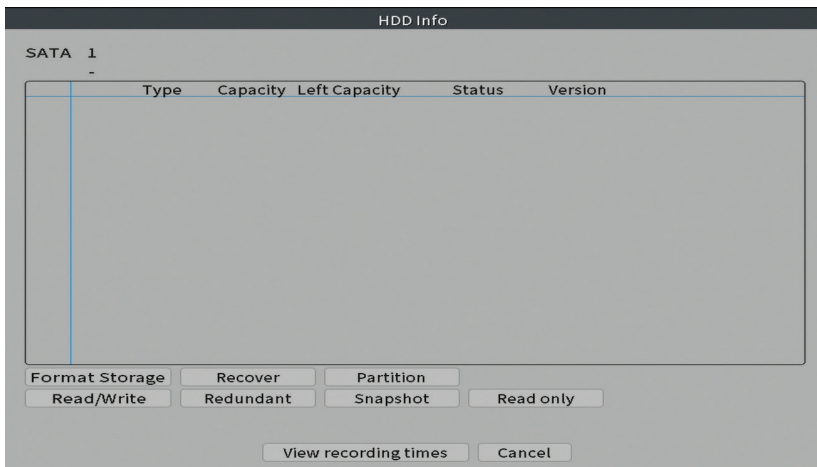 HDD Info
SATA 1
-
Type Capacity Left Capacity Status Version
Format Storage Recover Partition
Read/Write Redundant Snapshot Read only
View recording times Cancel